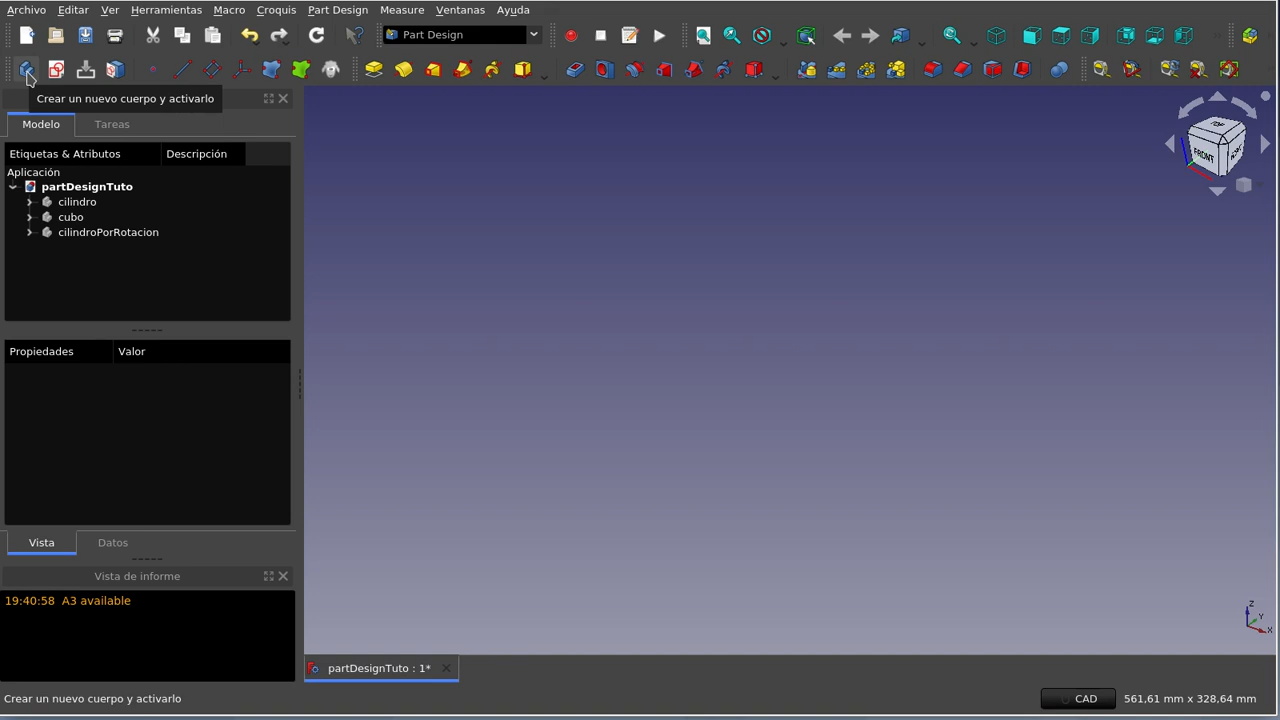 Archivo Editar Ver Herramientas Macro Croquis Part Design Measure Ventanas Ayuda
Part Design
Crear un nuevo cuerpo y activarlo
Modelo Tareas
Etiquetas & Atributos Descripción
Aplicación
partDesignTuto
cilindro
cubo
cilindroPorRotacion
Propiedades Valor
Vista Datos
Vista de informe
19:40:58 A3 available
TOP
FRONT
Z
Y
X
partDesignTuto : 1*
Crear un nuevo cuerpo y activarlo
CAD
561,61 mm x 328,64 mm